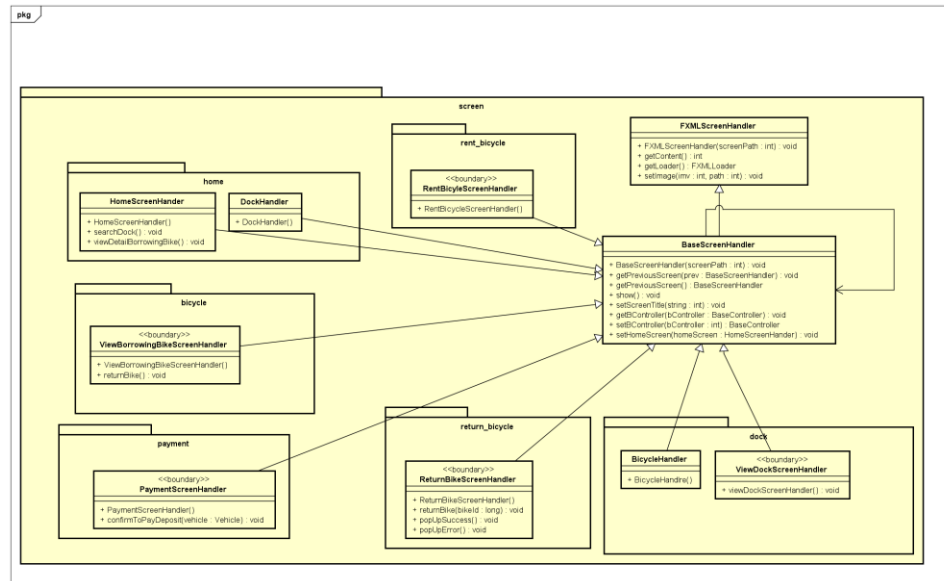 pkg
screen
rent_bicycle
<<boundary>>
RentBicyleScreenHandler
+ RentBicycleScreenHandler()
FXMLScreenHandler
+ FXMLScreenHandler(screenPath : int) : void
+ getContent() : int
+ getLoader() : FXMLLoader
+ setImage(imv : int, path : int) : void
home
HomeScreenHander
+ HomeScreenHandler()
+ searchDock() : void
+ viewDetailBorrowingBike() : void
DockHandler
+ DockHandler()
BaseScreenHandler
+ BaseScreenHandler(screenPath : int) : void
+ getPreviousScreen(prev : BaseScreenHandler) : void
+ getPreviousScreen() : BaseScreenHandler
+ show() : void
+ setScreenTitle(string : int) : void
+ getBController(bController : BaseController) : void
+ setBController(bController : int) : BaseController
+ setHomeScreen(homeScreen : HomeScreenHander) : void
bicycle
<<boundary>>
ViewBorrowingBikeScreenHandler
+ ViewBorrowingBikeScreenHandler()
+ returnBike() : void
payment
<<boundary>>
PaymentScreenHandler
+ PaymentScreenHandler()
+ confirmToPayDeposit(vehicle : Vehicle) : void
return_bicycle
<<boundary>>
ReturnBikeScreenHandler
+ ReturnBikeScreenHandler()
+ returnBike(bikeId : long) : void
+ popUpSuccess() : void
+ popUpError() : void
dock
BicycleHandler
+ BicycleHandlre()
<<boundary>>
ViewDockScreenHandler
+ viewDockScreenHandler() : void